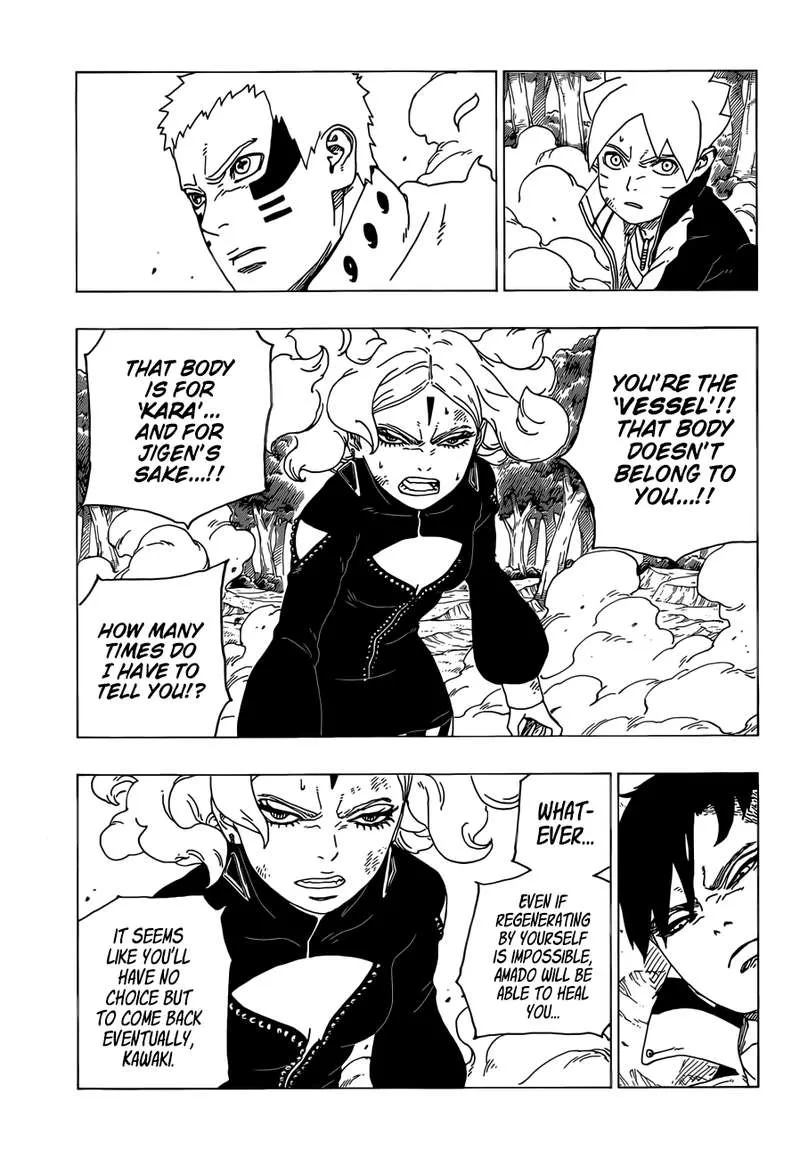 YOU'RE THE
'VESSEL'!!
THAT BODY
DOESN'T
BELONG TO
YOU...!!
THAT BODY
IS FOR
'KARA'...
AND FOR
JIGEN'S
SAKE...!!
HOW MANY
TIMES DO
I HAVE TO
TELL YOU!?
WHAT-
EVER...
EVEN IF
REGENERATING
BY YOURSELF
IS IMPOSSIBLE,
AMADO WILL BE
ABLE TO HEAL
YOU...
IT SEEMS
LIKE YOU'LL
HAVE NO
CHOICE BUT
TO COME BACK
EVENTUALLY,
KAWAKI.